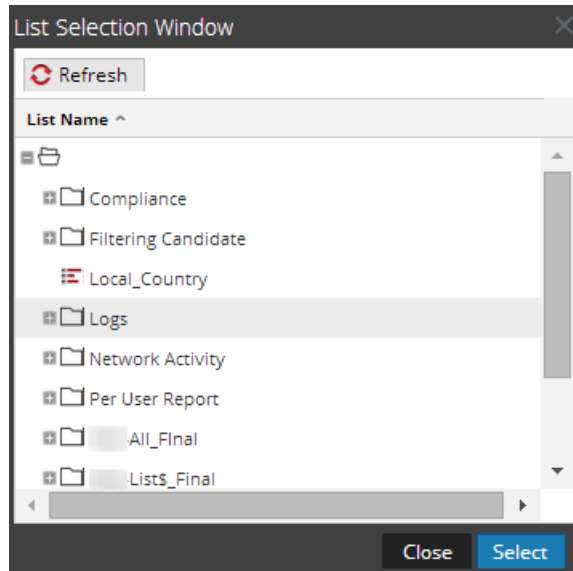 List Selection Window
Refresh
List Name
Compliance
Filtering Candidate
Local_Country
Logs
Network Activity
Per User Report
-All_FInal
-List$_Final
Close Select